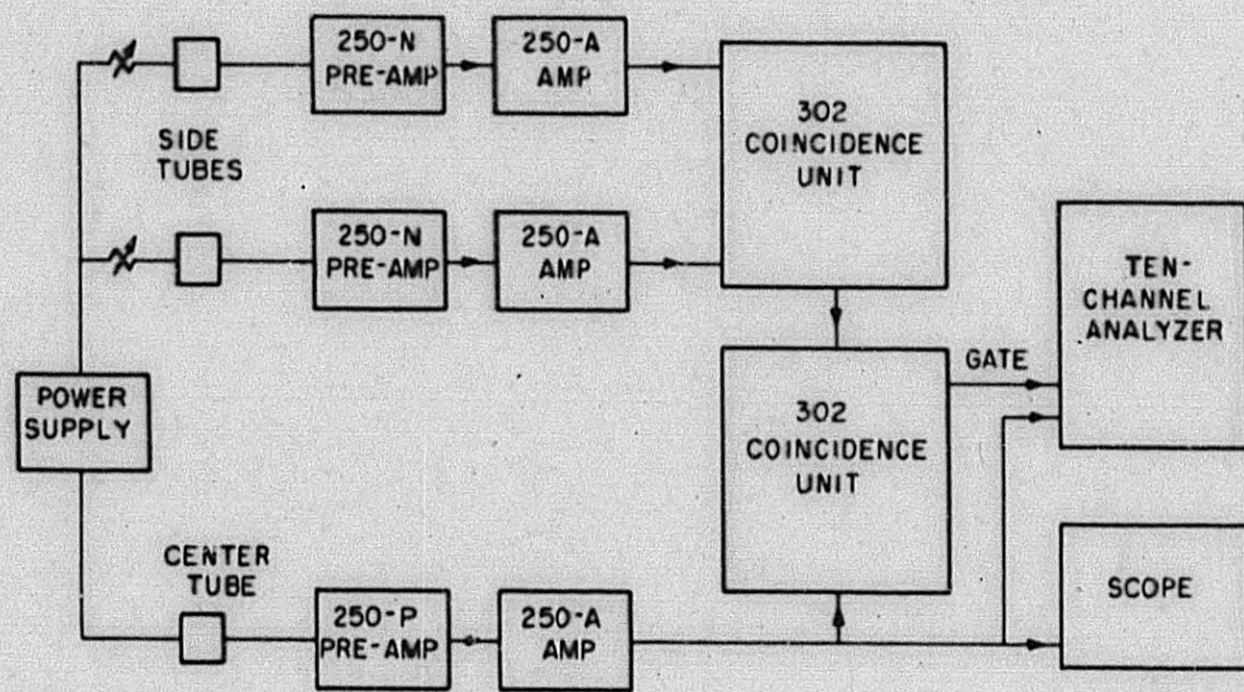 250-N
PRE-AMP
250-A
AMP
SIDE
TUBES
302
COINCIDENCE
UNIT
250-N
PRE-AMP
250-A
AMP
TEN-
CHANNEL
ANALYZER
GATE
POWER
SUPPLY
302
COINCIDENCE
UNIT
CENTER
TUBE
250-P
PRE-AMP
250-A
AMP
SCOPE